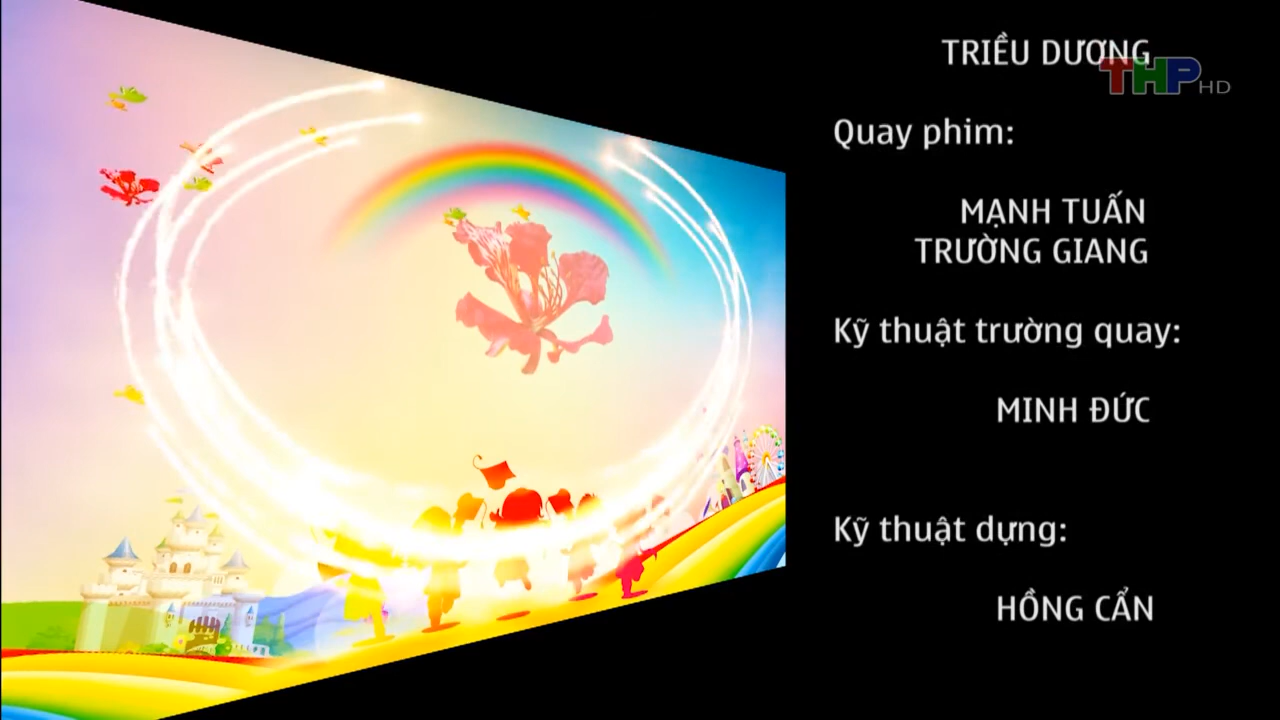 TRIỀU DƯƠNG
THP HD
Quay phim:
MẠNH TUẤN
TRƯỜNG GIANG
Kỹ thuật trường quay:
MINH ĐỨC
Kỹ thuật dựng:
HỒNG CẨN